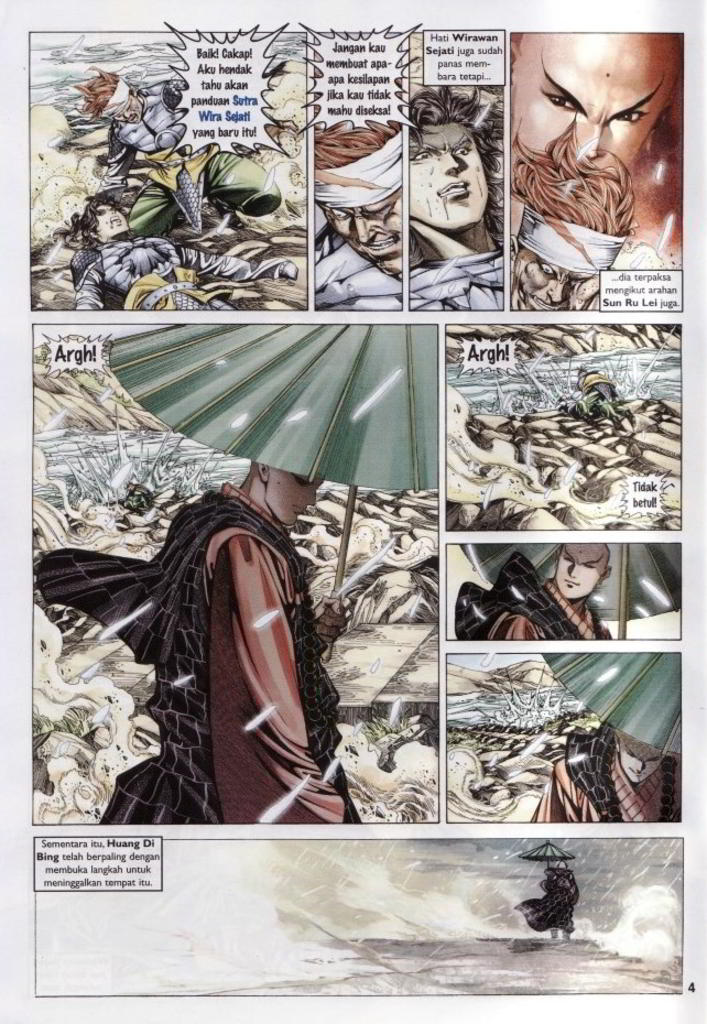 Baik! Cakap!
Aku hendak
tahu akan
panduan Sutra
Wira Sejati
yang baru itu!
Jangan kau
membuat apa-
apa kesilapan
jika kau tidak
mahu diseksa!
Hati Wirawan
Sejati juga sudah
panas mem-
bara tetapi...
...dia terpaksa
mengikut arahan
Sun Ru Lei juga.
Argh!
Argh!
Tidak
betul!
Sementara itu, Huang Di
Bing telah berpaling dengan
membuka langkah untuk
meninggalkan tempat itu.
4